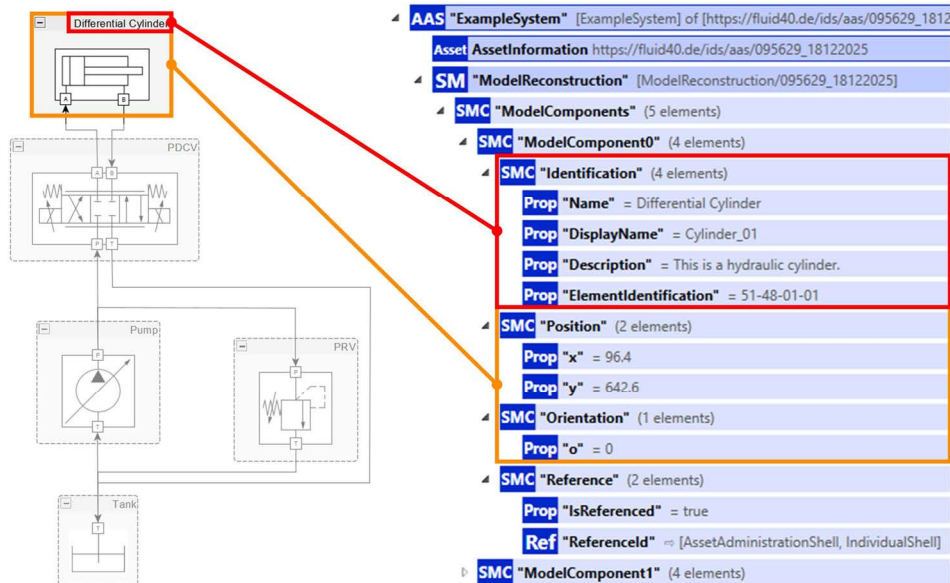 Differential Cylinder
A
B
PDCV
A B
P T
Pump
P
T
PRV
P
T
Tank
T
AAS "ExampleSystem" [ExampleSystem] of [https://fluid40.de/ids/aas/095629_1812
Asset AssetInformation https://fluid40.de/ids/aas/095629_18122025
SM "ModelReconstruction" [ModelReconstruction/095629_18122025]
SMC "ModelComponents" (5 elements)
SMC "ModelComponent0" (4 elements)
SMC "Identification" (4 elements)
Prop "Name" = Differential Cylinder
Prop "DisplayName" = Cylinder_01
Prop "Description" = This is a hydraulic cylinder.
Prop "ElementIdentification" = 51-48-01-01
SMC "Position" (2 elements)
Prop "x" = 96.4
Prop "y" = 642.6
SMC "Orientation" (1 elements)
Prop "o" = 0
SMC "Reference" (2 elements)
Prop "IsReferenced" = true
Ref "ReferenceId" ⇨ [AssetAdministrationShell, IndividualShell]
SMC "ModelComponent1" (4 elements)